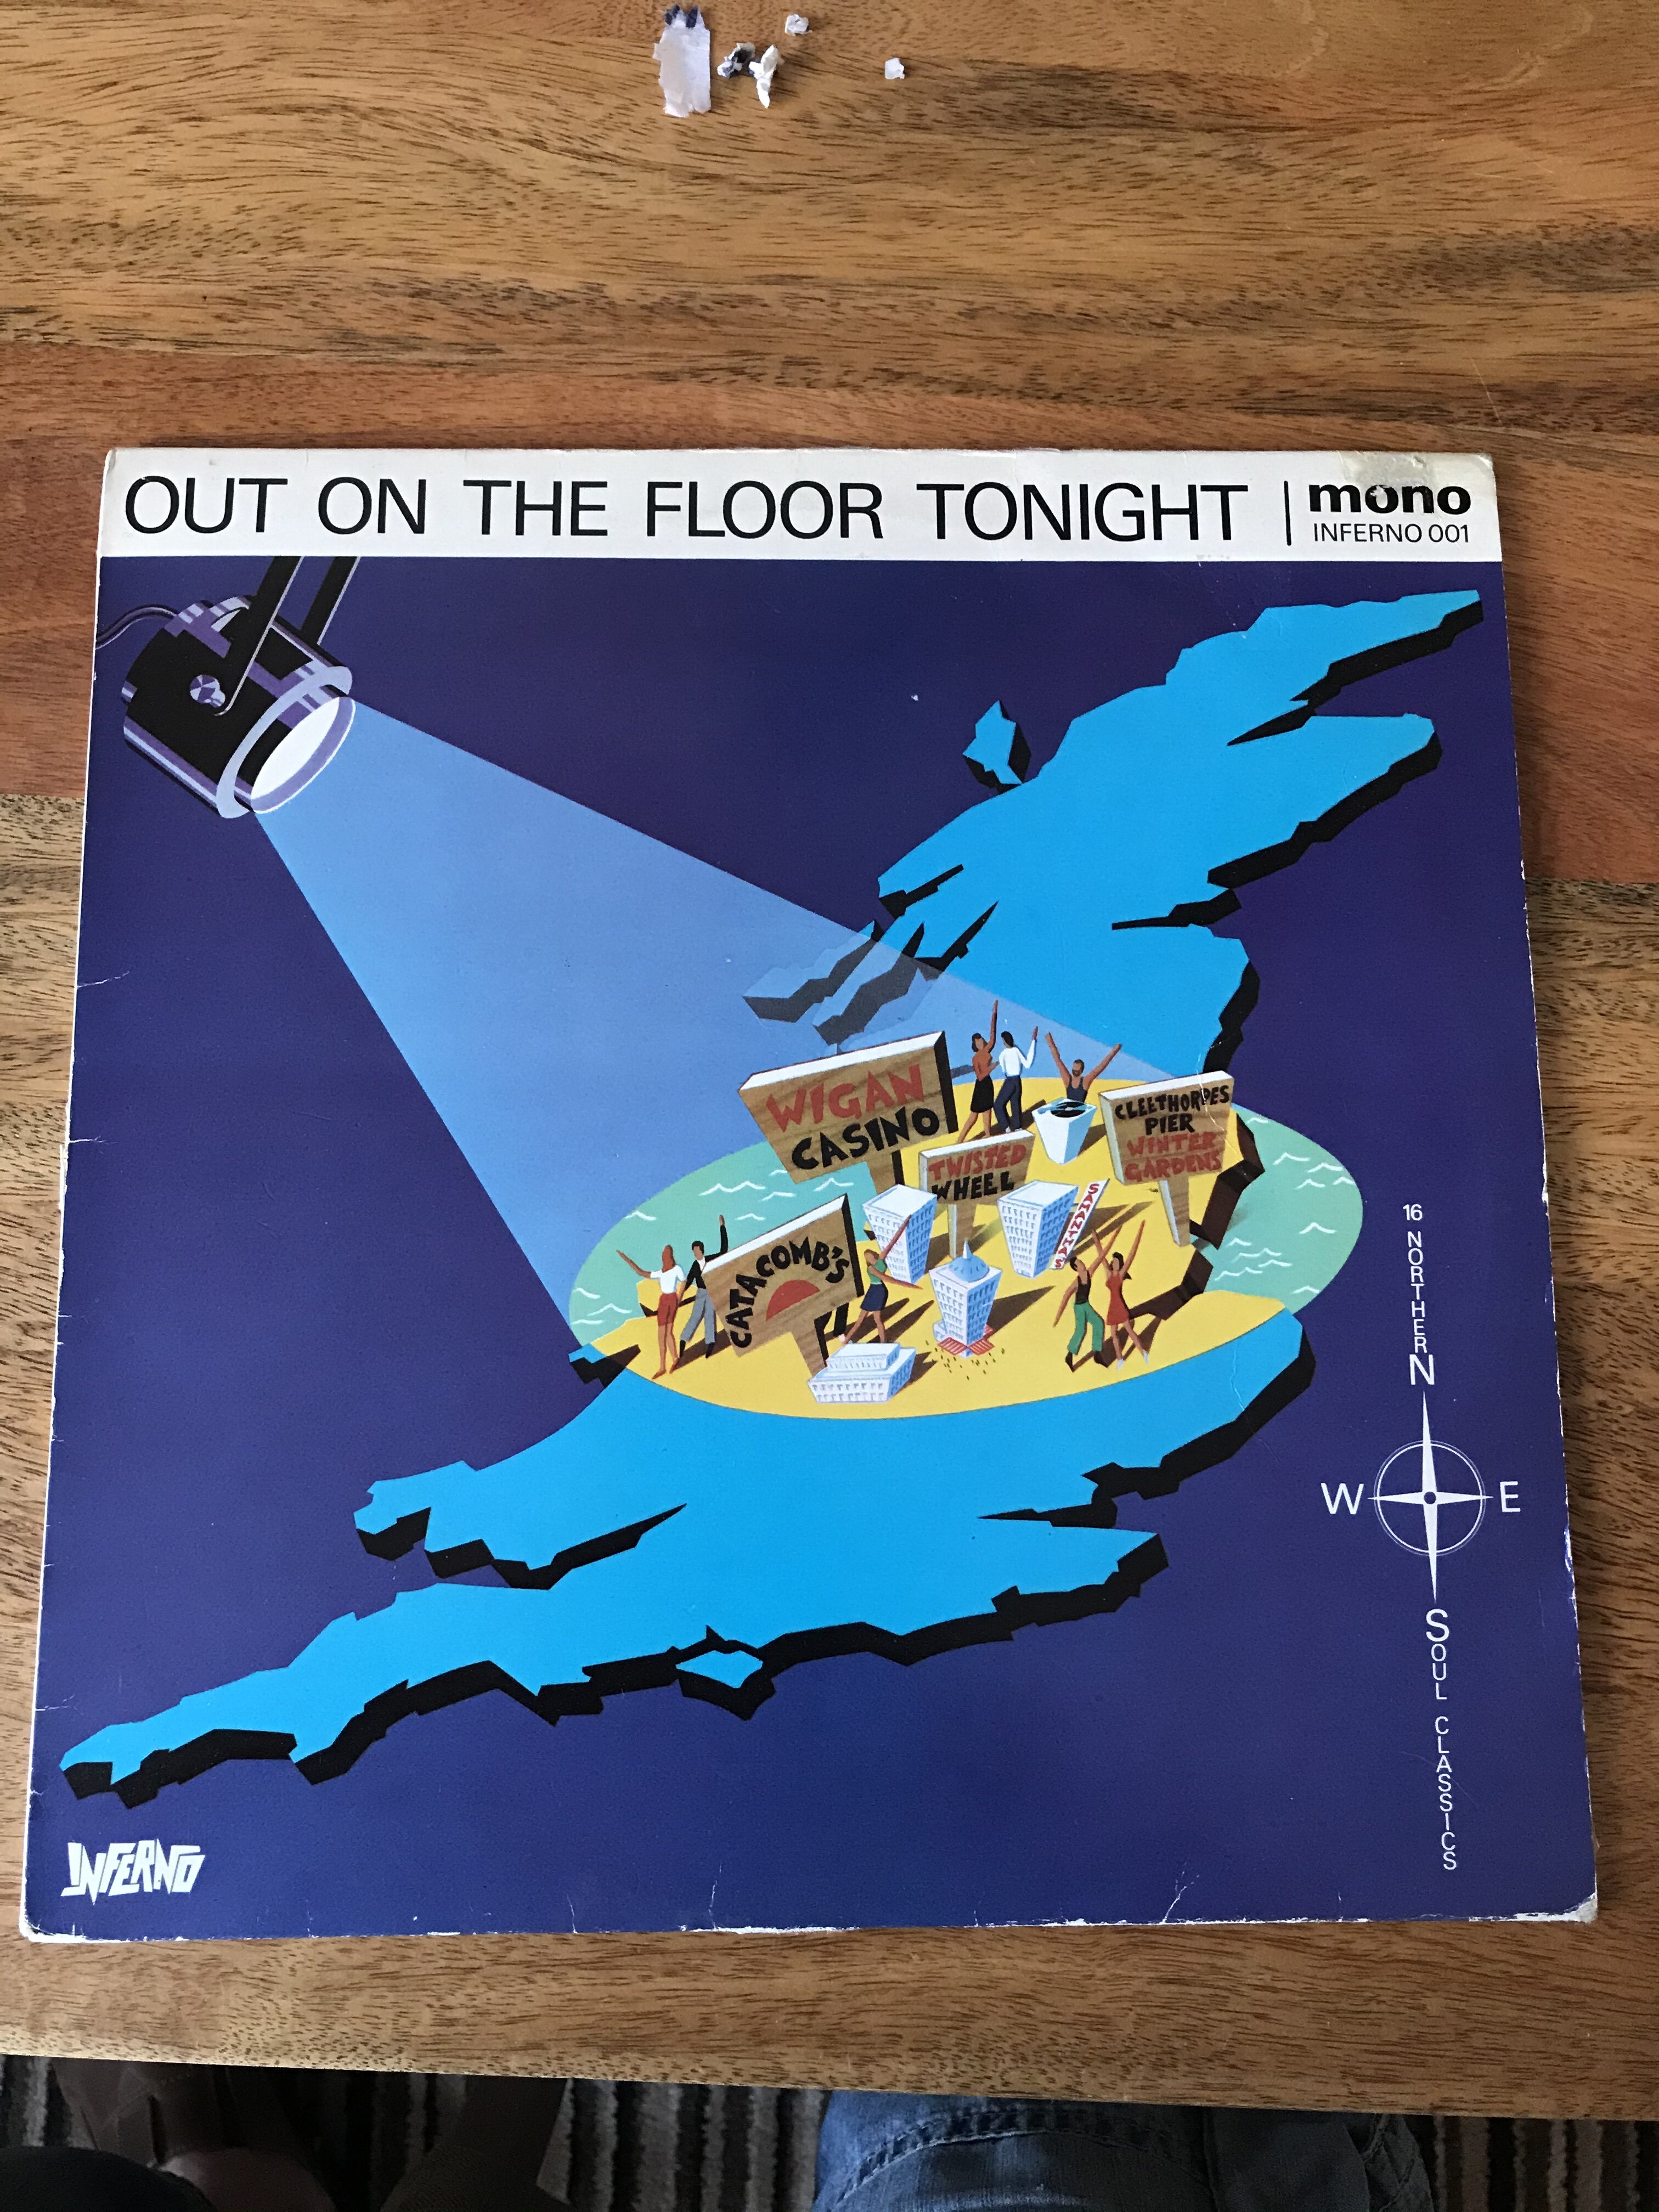 OUT ON THE FLOOR TONIGHT
mono
INFERNO 001
WIGAN
CASINO
CLEETHORPES
PIER
WINTER
GARDENS
TWISTED
WHEEL
SAMANTHAS
CATACOMB'S
16 NORTHERN
W E
SOUL CLASSICS
INFERNO